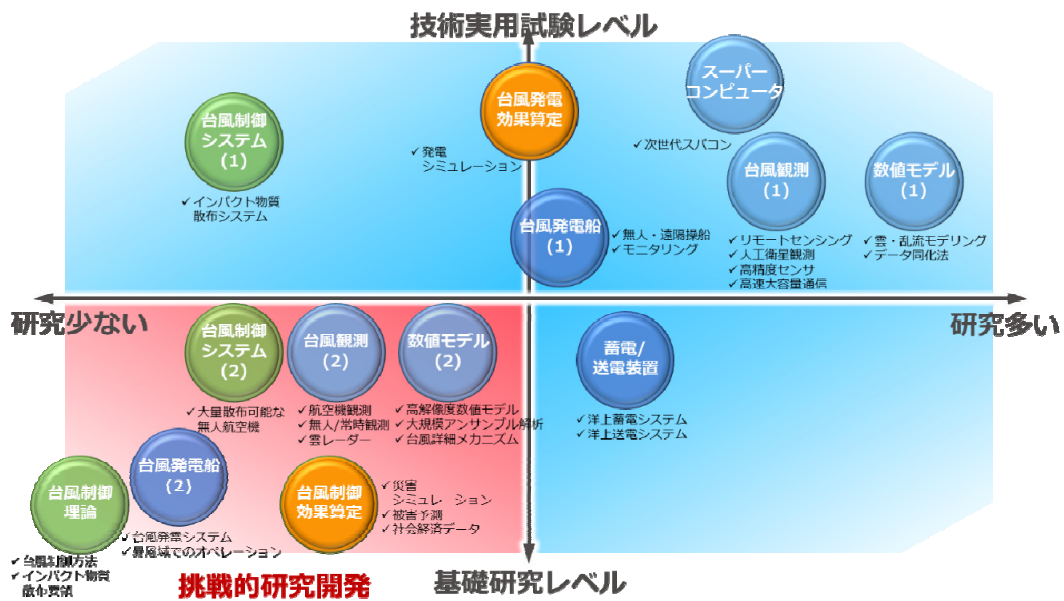 技術実用試験レベル
スーパー
コンピュータ
✓次世代スパコン
台風発電
効果算定
✓発電
シミュレーション
台風制御
システム
(1)
✓インパクト物質
散布システム
台風観測
(1)
✓リモートセンシング
✓人工衛星観測
✓高精度センサ
✓高速大容量通信
数値モデル
(1)
✓雲・乱流モデリング
✓データ同化法
台風発電船
(1)
✓無人・遠隔操船
✓モニタリング
研究少ない
研究多い
台風制御
システム
(2)
✓大量散布可能な
無人航空機
台風観測
(2)
✓航空機観測
✓無人/常時観測
✓雲レーダー
数値モデル
(2)
✓高解像度数値モデル
✓大規模アンサンブル解析
✓台風詳細メカニズム
蓄電/
送電装置
✓洋上蓄電システム
✓洋上送電システム
台風発電船
(2)
✓台風発電システム
✓暴風域でのオペレーション
台風制御
理論
✓台風制御方法
✓インパクト物質
散布要領
台風制御
効果算定
✓災害
シミュレーション
✓被害予測
✓社会経済データ
挑戦的研究開発
基礎研究レベル